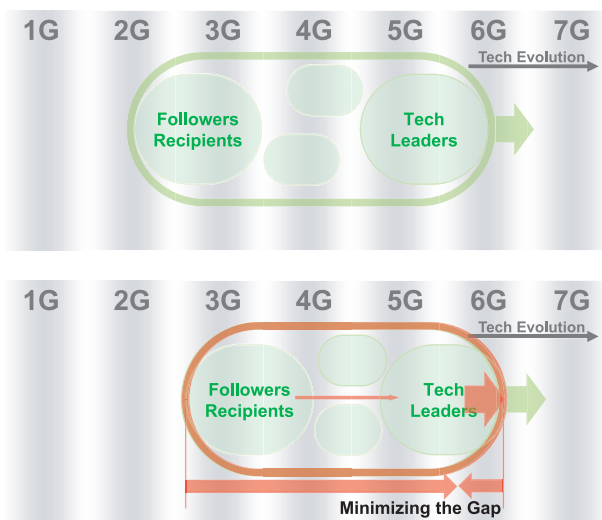 1G 2G 3G 4G 5G 6G 7G
Tech Evolution
Followers
Recipients
Tech
Leaders
1G 2G 3G 4G 5G 6G 7G
Tech Evolution
Followers
Recipients
Tech
Leaders
Minimizing the Gap